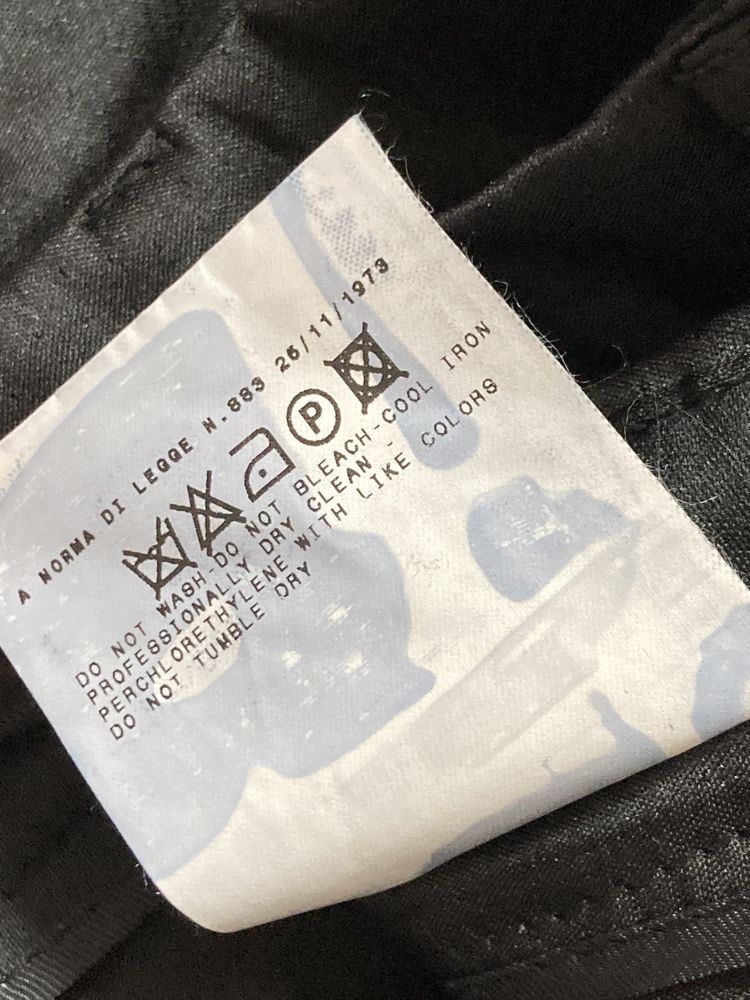 A NORMA DI LEGGE N.883 26/11/1973
P
DO NOT WASH-DO NOT BLEACH-COOL IRON
PROFESSIONALLY DRY CLEAN -
PERCHLORETHYLENE WITH LIKE COLORS
DO NOT TUMBLE DRY